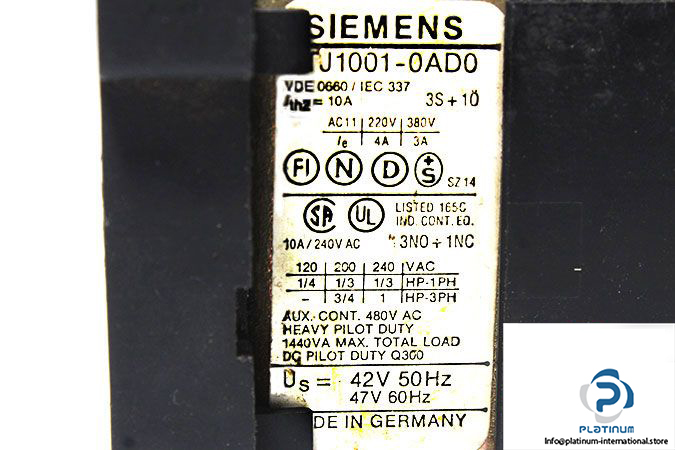 SIEMENS
TJ1001-0AD0
VDE 0660 / IEC 337
Ithz = 10A 3S + 1Ö
AC11 | 220V | 380V
Ie | 4A | 3A
FI N D +S SZ 14
SA UL LISTED 165C
IND. CONT. EQ.
10A / 240V AC 3NO + 1NC
120 | 200 | 240 | VAC
1/4 | 1/3 | 1/3 | HP-1PH
– | 3/4 | 1 | HP-3PH
AUX. CONT. 480V AC
HEAVY PILOT DUTY
1440VA MAX. TOTAL LOAD
DC PILOT DUTY Q300
Us = 42V 50Hz
47V 60Hz
DE IN GERMANY
PLATINUM
info@platinum-international.store